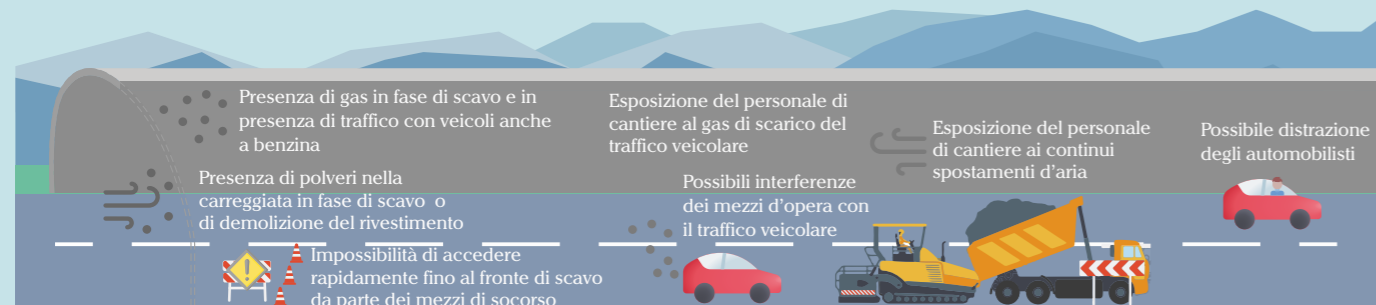 Presenza di gas in fase di scavo e in
presenza di traffico con veicoli anche
a benzina
Presenza di polveri nella
carreggiata in fase di scavo o
di demolizione del rivestimento
Impossibilità di accedere
rapidamente fino al fronte di scavo
da parte dei mezzi di socorso
Esposizione del personale di
cantiere al gas di scarico del
traffico veicolare
Possibili interferenze
dei mezzi d'opera con
il traffico veicolare
Esposizione del personale
di cantiere ai continui
spostamenti d'aria
Possibile distrazione
degli automobilisti